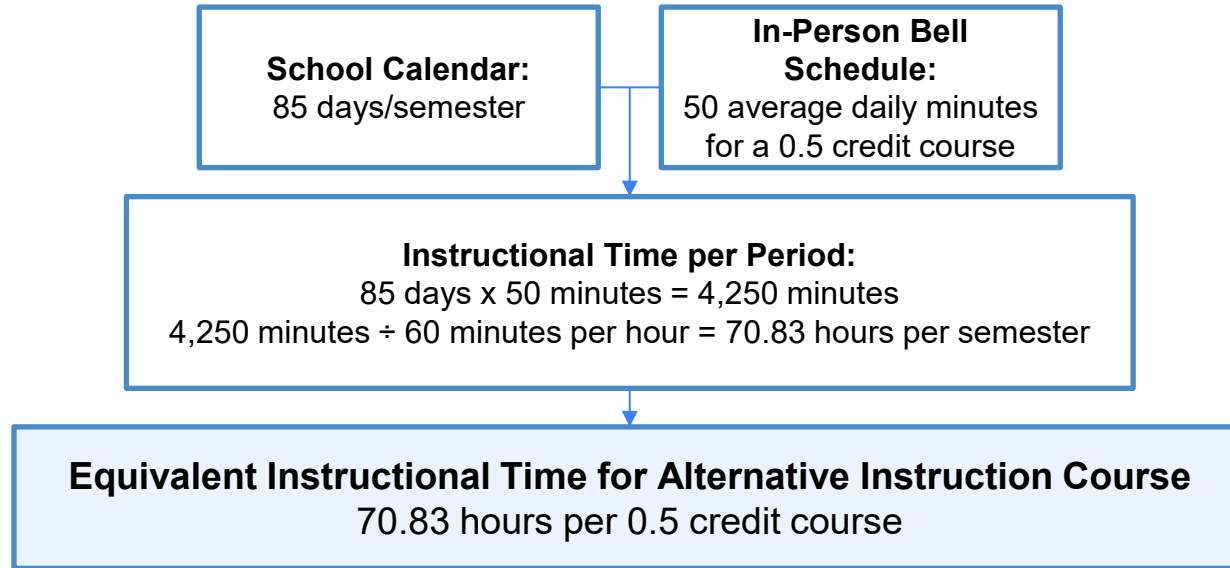 School Calendar:
85 days/semester
In-Person Bell
Schedule:
50 average daily minutes
for a 0.5 credit course
Instructional Time per Period:
85 days x 50 minutes = 4,250 minutes
4,250 minutes ÷ 60 minutes per hour = 70.83 hours per semester
Equivalent Instructional Time for Alternative Instruction Course
70.83 hours per 0.5 credit course